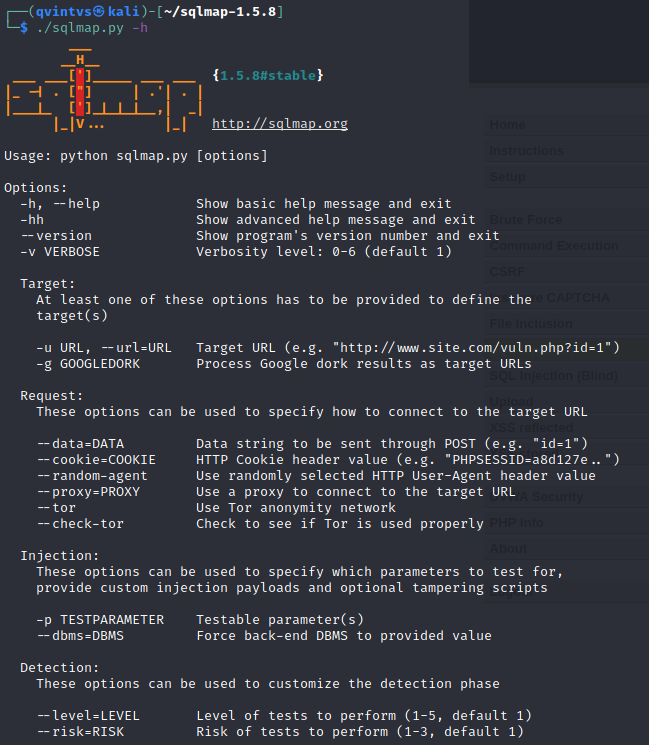 ┌──(qvintvs㉿kali)-[~/sqlmap-1.5.8]
└─$ ./sqlmap.py -h
        ___
       __H__
 ___ ___[']_____ ___ ___  {1.5.8#stable}
|_ -| . ["]     | .'| . |
|___|_  [']_|_|_|__,|  _|
      |_|V...       |_|   http://sqlmap.org
Usage: python sqlmap.py [options]
Options:
  -h, --help            Show basic help message and exit
  -hh                   Show advanced help message and exit
  --version             Show program's version number and exit
  -v VERBOSE            Verbosity level: 0-6 (default 1)
  Target:
    At least one of these options has to be provided to define the
    target(s)
    -u URL, --url=URL   Target URL (e.g. "http://www.site.com/vuln.php?id=1")
    -g GOOGLEDORK       Process Google dork results as target URLs
  Request:
    These options can be used to specify how to connect to the target URL
    --data=DATA         Data string to be sent through POST (e.g. "id=1")
    --cookie=COOKIE     HTTP Cookie header value (e.g. "PHPSESSID=a8d127e..")
    --random-agent      Use randomly selected HTTP User-Agent header value
    --proxy=PROXY       Use a proxy to connect to the target URL
    --tor               Use Tor anonymity network
    --check-tor         Check to see if Tor is used properly
  Injection:
    These options can be used to specify which parameters to test for,
    provide custom injection payloads and optional tampering scripts
    -p TESTPARAMETER    Testable parameter(s)
    --dbms=DBMS         Force back-end DBMS to provided value
  Detection:
    These options can be used to customize the detection phase
    --level=LEVEL       Level of tests to perform (1-5, default 1)
    --risk=RISK         Risk of tests to perform (1-3, default 1)
Home
Instructions
Setup
Brute Force
Command Execution
CSRF
CAPTCHA
File Inclusion
SQL Injection (Blind)
Upload
XSS reflected
Security
PHP Info
About